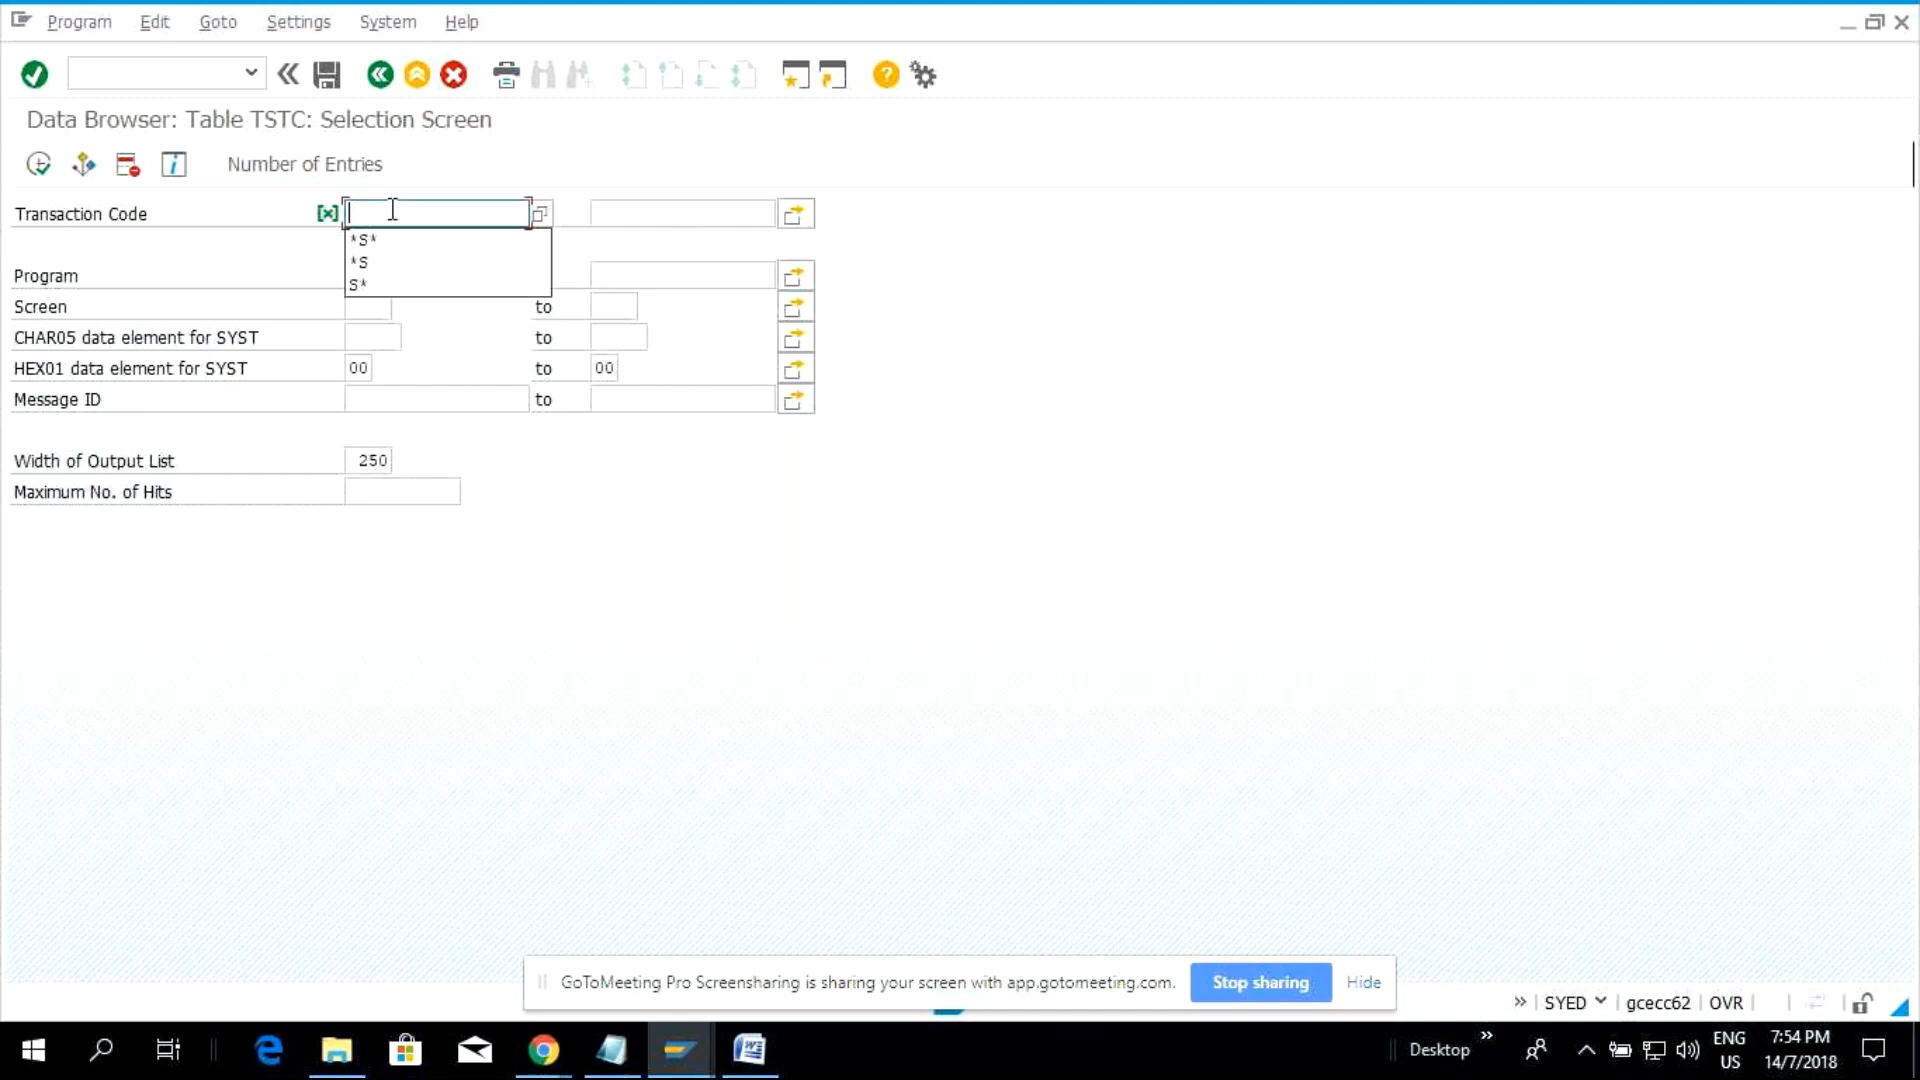 Program Edit Goto Settings System Help
Data Browser: Table TSTC: Selection Screen
Number of Entries
Transaction Code
*S*
*S
S*
Program
Screen to
CHAR05 data element for SYST to
HEX01 data element for SYST 00 to 00
Message ID to
Width of Output List 250
Maximum No. of Hits
GoToMeeting Pro Screensharing is sharing your screen with app.gotomeeting.com. Stop sharing Hide
SYED gcecc62 OVR
Desktop
ENG
US
7:54 PM
14/7/2018